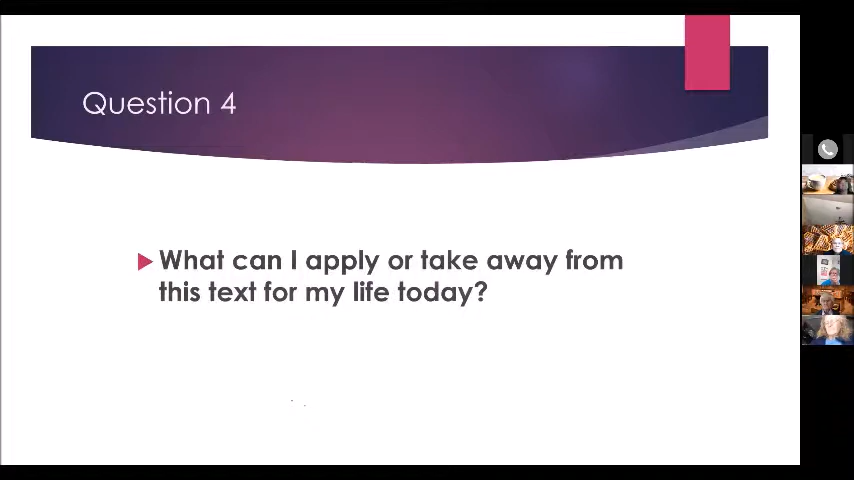 Question 4
What can I apply or take away from
this text for my life today?